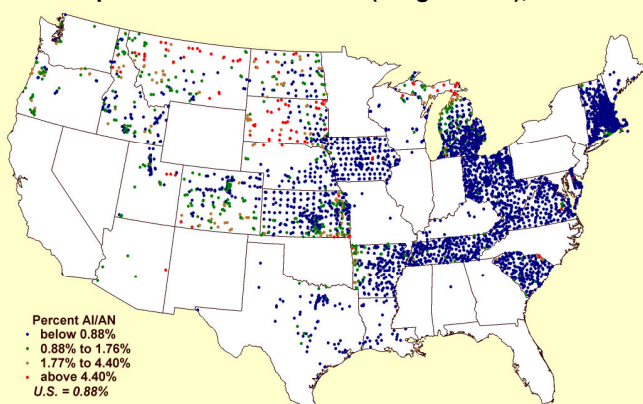 Percent AI/AN
below 0.88%
0.88% to 1.76%
1.77% to 4.40%
above 4.40%
U.S. = 0.88%